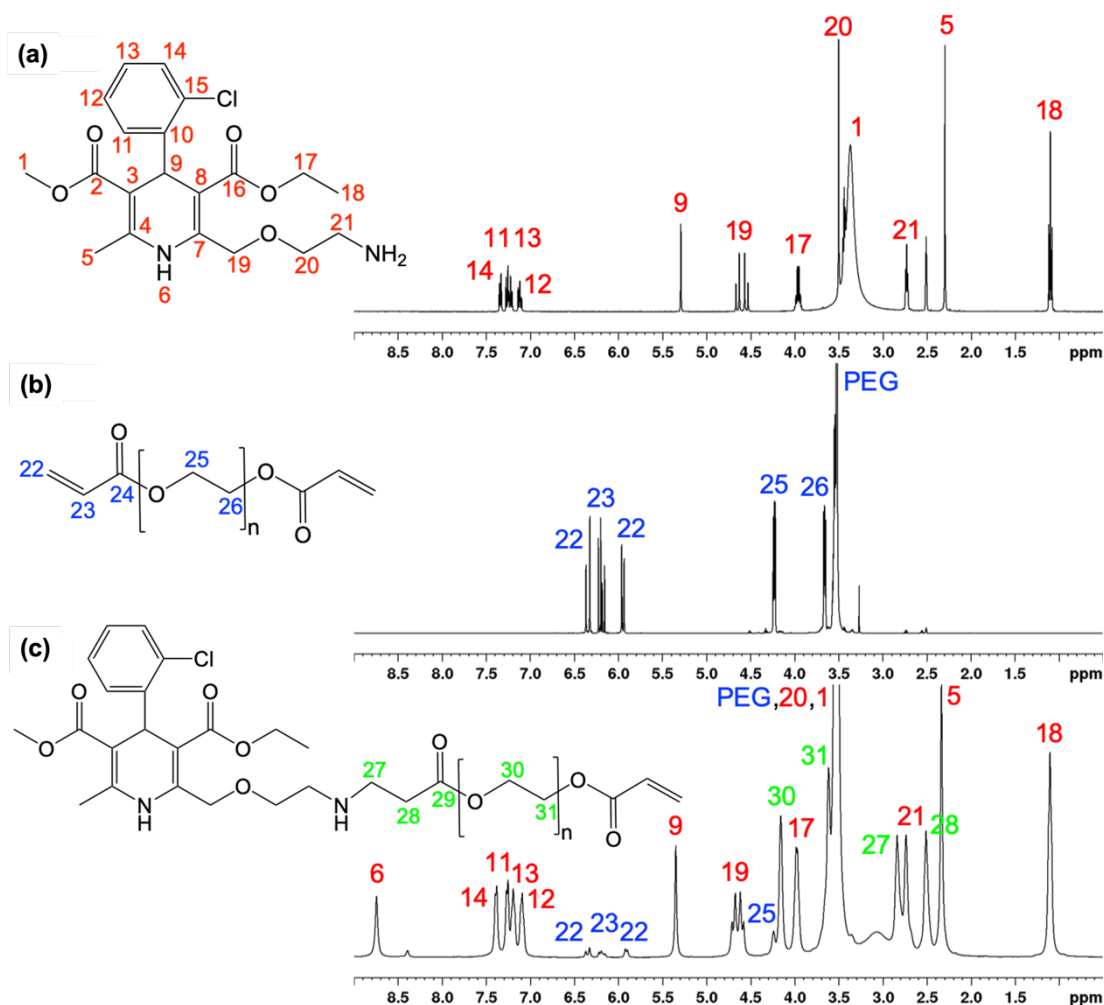 (a)
13
14
15
Cl
12
11
10
O
O
1
2
3
9
8
16
17
O
O
18
4
7
21
5
N
H
O
NH2
6
19
20
20
5
1
18
9
19
17
21
11 13
14
12
8.5 8.0 7.5 7.0 6.5 6.0 5.5 5.0 4.5 4.0 3.5 3.0 2.5 2.0 1.5 ppm
(b)
PEG
O
22
25
O
23
24
O
26
n
O
25
26
23
22
22
8.5 8.0 7.5 7.0 6.5 6.0 5.5 5.0 4.5 4.0 3.5 3.0 2.5 2.0 1.5 ppm
(c)
Cl
O
O
O
O
27
O
30
O
N
H
O
N
H
28
29
O
31
n
O
PEG,20,1
5
18
31
30
17
21
27
28
9
6
11
13
14
12
19
25
22
23
22
8.5 8.0 7.5 7.0 6.5 6.0 5.5 5.0 4.5 4.0 3.5 3.0 2.5 2.0 1.5 ppm